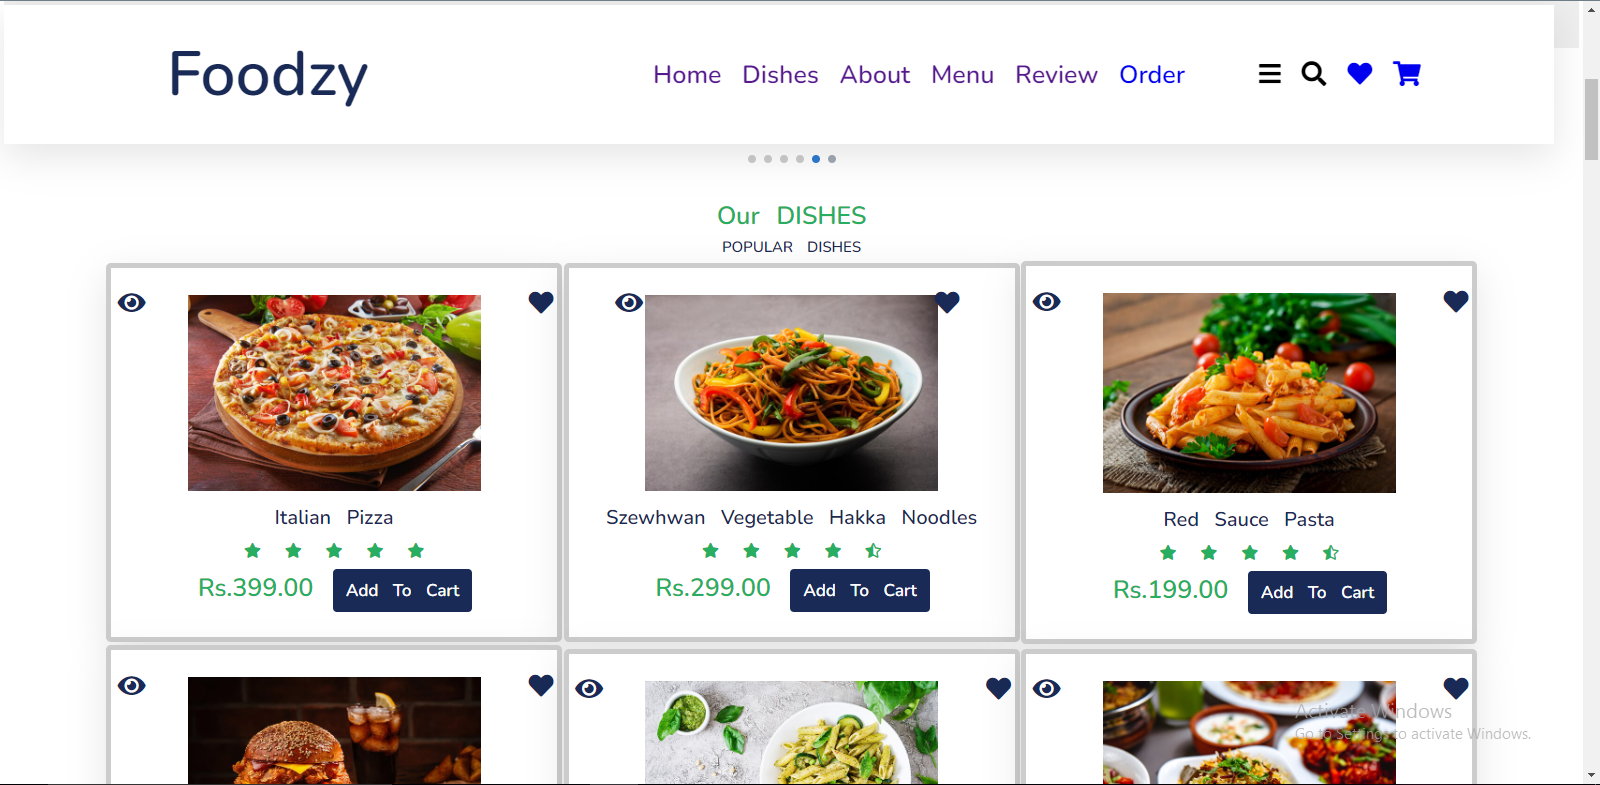 Foodzy
Home Dishes About Menu Review Order
Our DISHES
POPULAR DISHES
Italian Pizza
Rs.399.00 Add To Cart
Szewhwan Vegetable Hakka Noodles
Rs.299.00 Add To Cart
Red Sauce Pasta
Rs.199.00 Add To Cart
Activate Windows
Go to Settings to activate Windows.